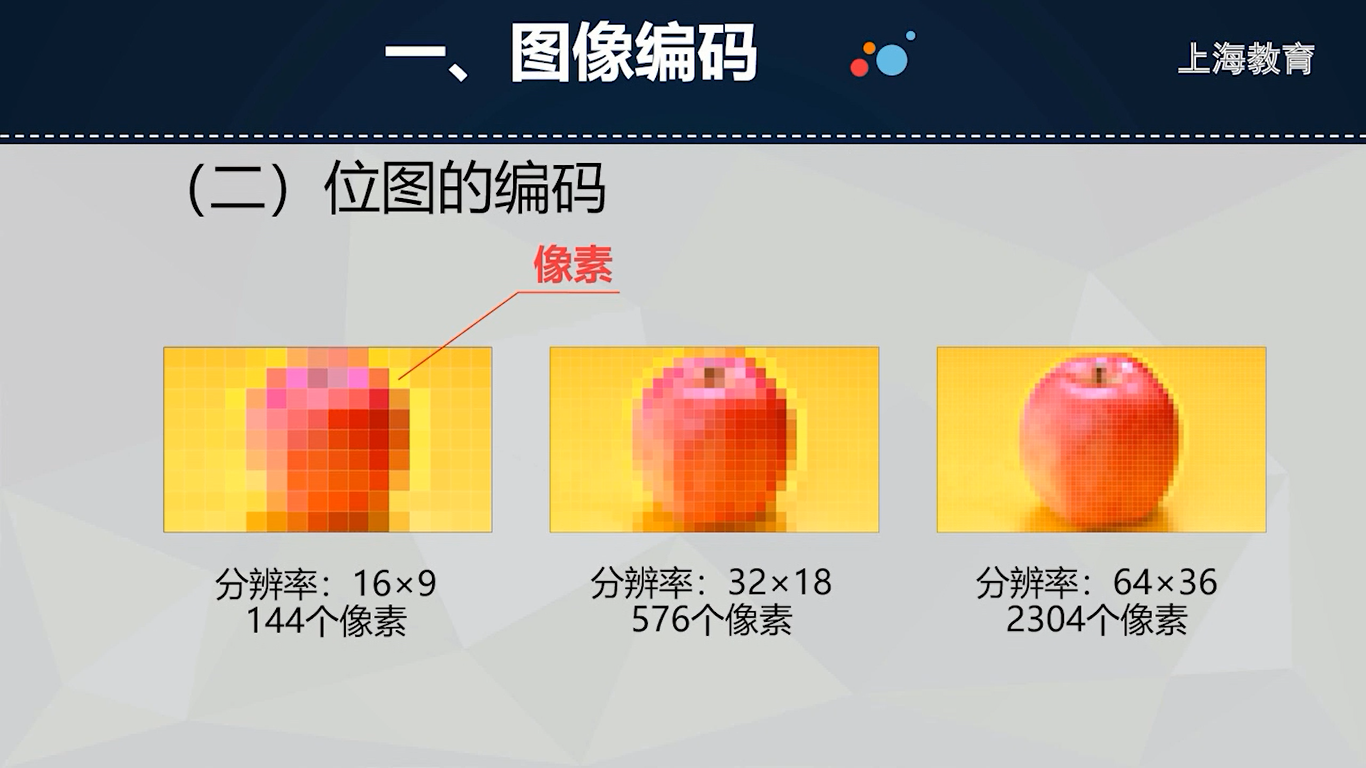 一、图像编码
上海教育
（二）位图的编码
像素
分辨率：16×9
144个像素
分辨率：32×18
576个像素
分辨率：64×36
2304个像素